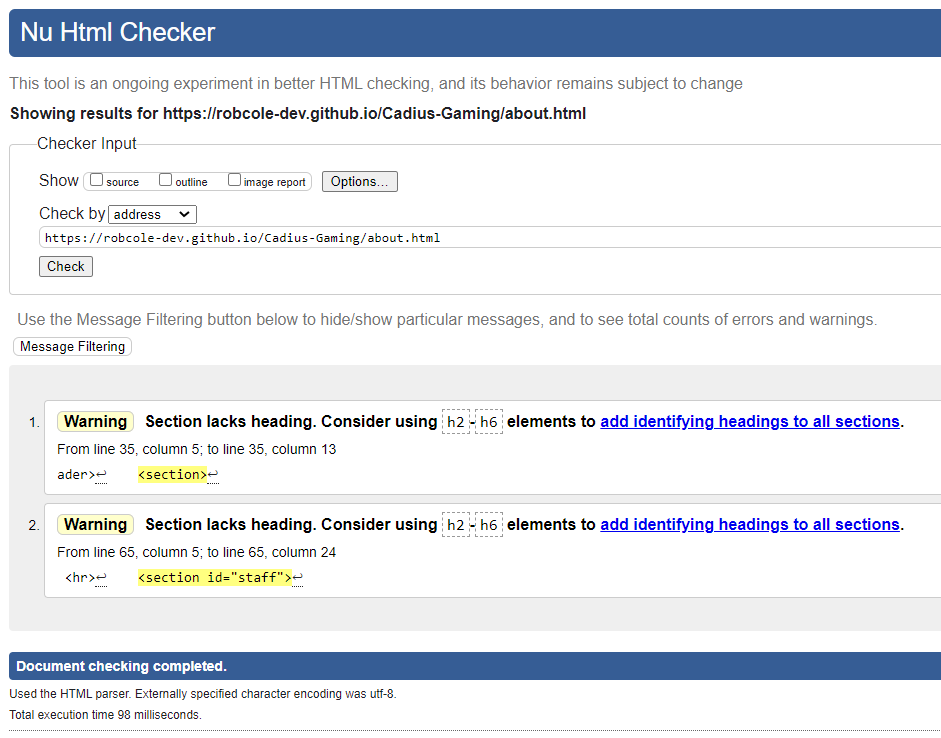 Nu Html Checker
This tool is an ongoing experiment in better HTML checking, and its behavior remains subject to change
Showing results for https://robcole-dev.github.io/Cadius-Gaming/about.html
Checker Input
Show source outline image report Options...
Check by address
https://robcole-dev.github.io/Cadius-Gaming/about.html
Check
Use the Message Filtering button below to hide/show particular messages, and to see total counts of errors and warnings.
Message Filtering
1. Warning Section lacks heading. Consider using h2-h6 elements to add identifying headings to all sections.
From line 35, column 5; to line 35, column 13
ader>↩ <section>↩
2. Warning Section lacks heading. Consider using h2-h6 elements to add identifying headings to all sections.
From line 65, column 5; to line 65, column 24
<hr>↩ <section id="staff">↩
Document checking completed.
Used the HTML parser. Externally specified character encoding was utf-8.
Total execution time 98 milliseconds.